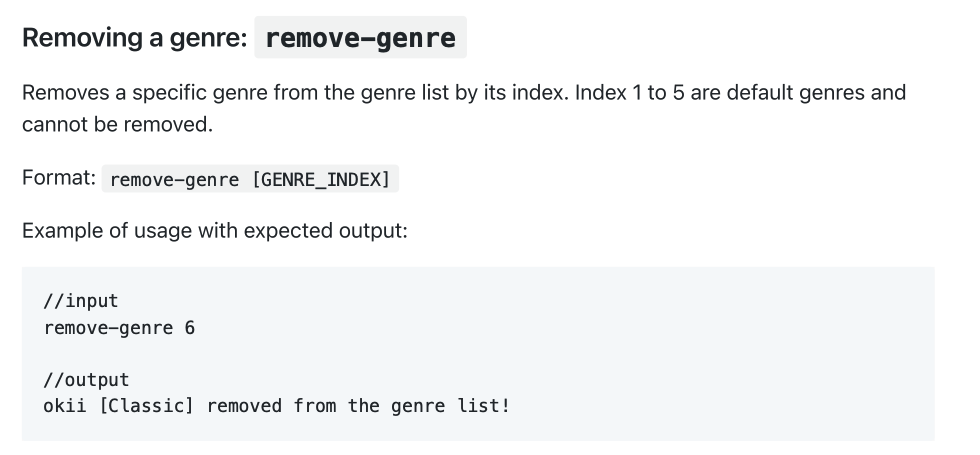 Removing a genre: remove-genre
Removes a specific genre from the genre list by its index. Index 1 to 5 are default genres and
cannot be removed.
Format: remove-genre [GENRE_INDEX]
Example of usage with expected output:
//input
remove-genre 6
//output
okii [Classic] removed from the genre list!